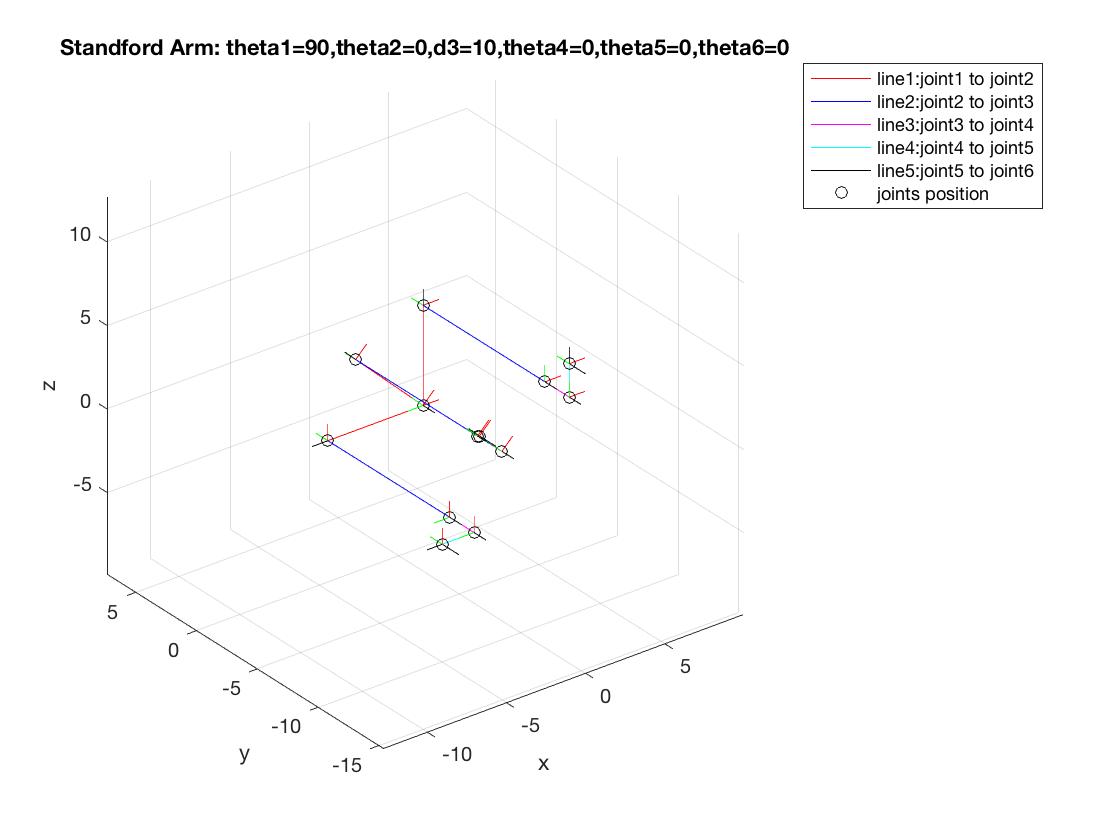 Standford Arm: theta1=90,theta2=0,d3=10,theta4=0,theta5=0,theta6=0
line1:joint1 to joint2
line2:joint2 to joint3
line3:joint3 to joint4
line4:joint4 to joint5
line5:joint5 to joint6
joints position
10
5
0
-5
z
5
0
-5
-10
-15
y
-10
-5
0
5
x